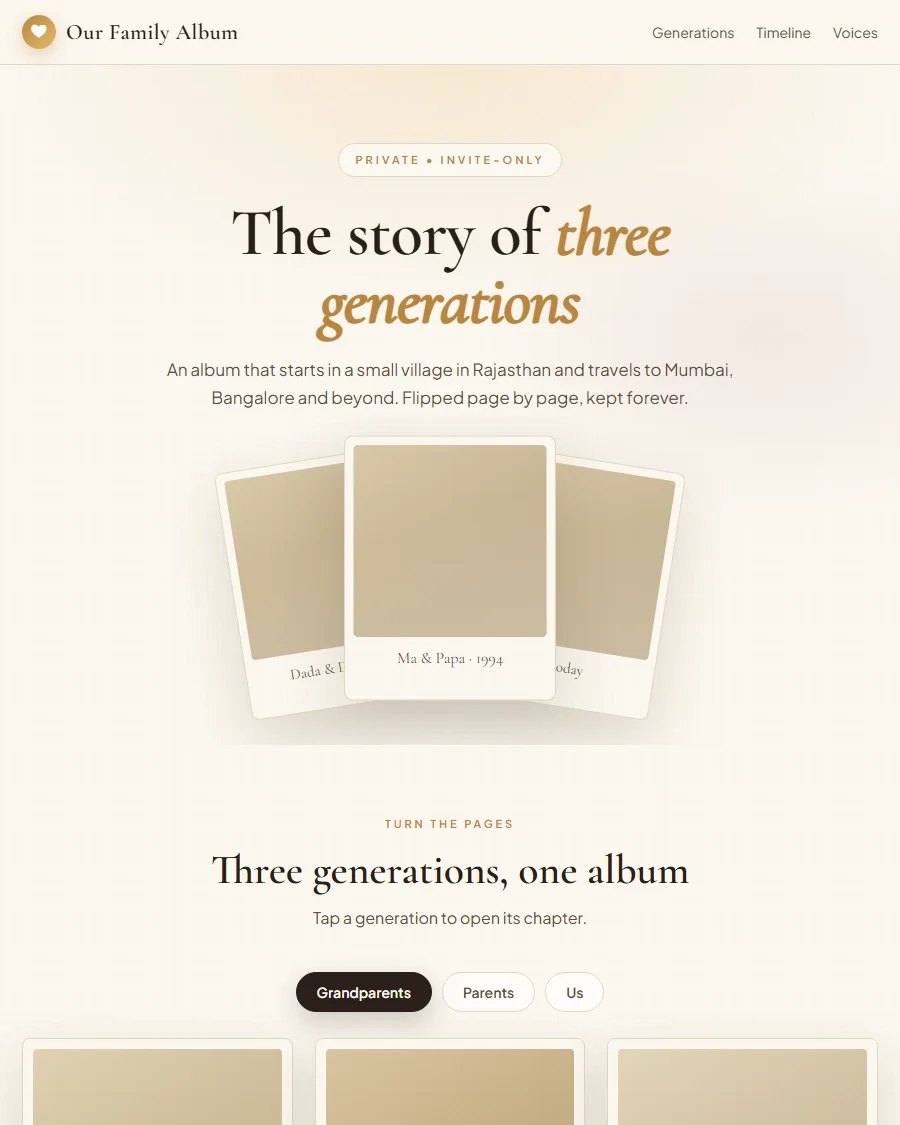 Our Family Album
Generations
Timeline
Voices
PRIVATE • INVITE-ONLY
The story of three
generations
An album that starts in a small village in Rajasthan and travels to Mumbai,
Bangalore and beyond. Flipped page by page, kept forever.
Dada &
Ma & Papa · 1994
TURN THE PAGES
Three generations, one album
Tap a generation to open its chapter.
Grandparents
Parents
Us